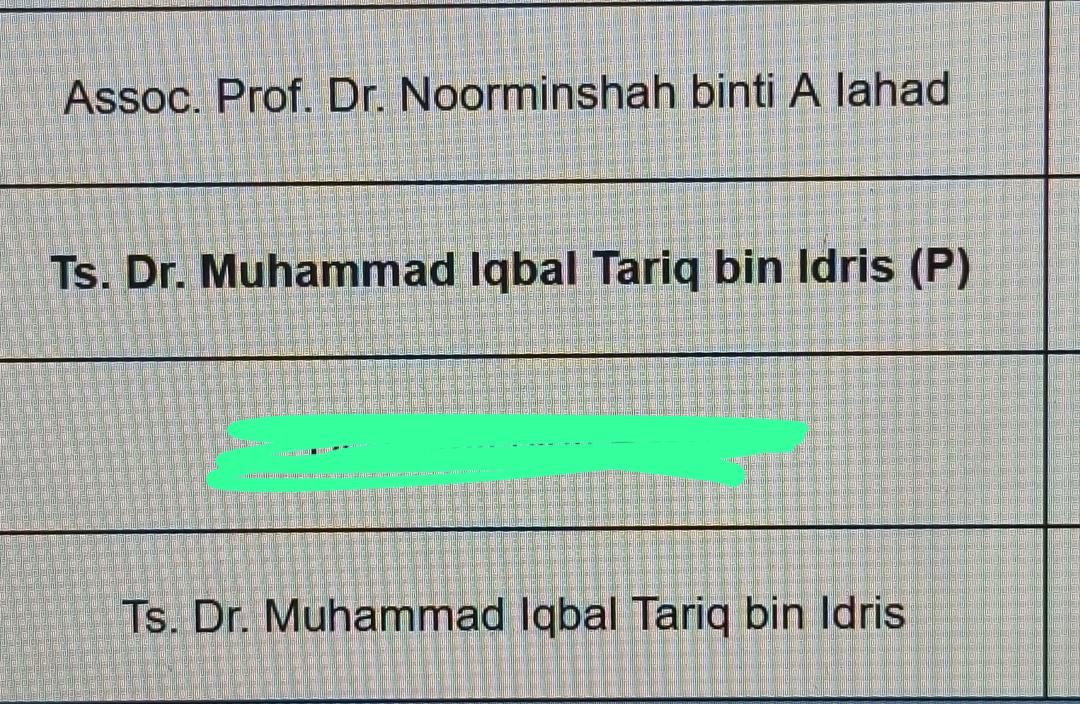 Assoc. Prof. Dr. Noorminshah binti A Iahad
Ts. Dr. Muhammad Iqbal Tariq bin Idris (P)
Ts. Dr. Muhammad Iqbal Tariq bin Idris